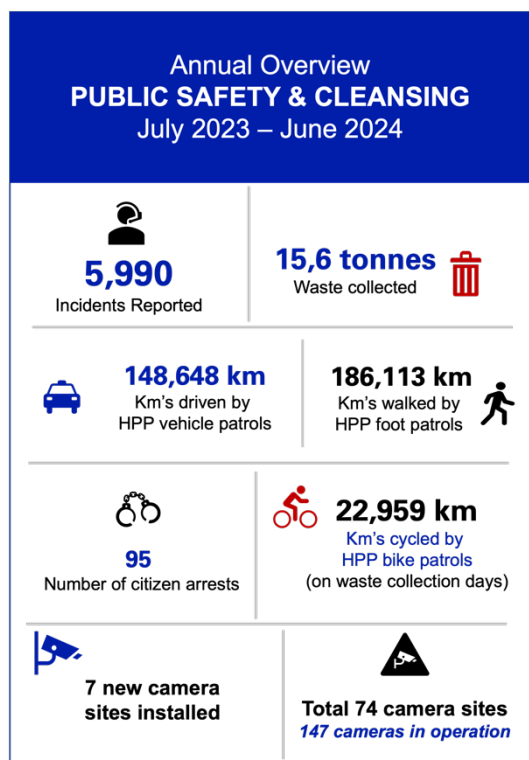 Annual Overview
PUBLIC SAFETY & CLEANSING
July 2023 – June 2024
5,990
Incidents Reported
15,6 tonnes
Waste collected
148,648 km
Km's driven by
HPP vehicle patrols
186,113 km
Km's walked by
HPP foot patrols
95
Number of citizen arrests
22,959 km
Km's cycled by
HPP bike patrols
(on waste collection days)
7 new camera
sites installed
Total 74 camera sites
147 cameras in operation